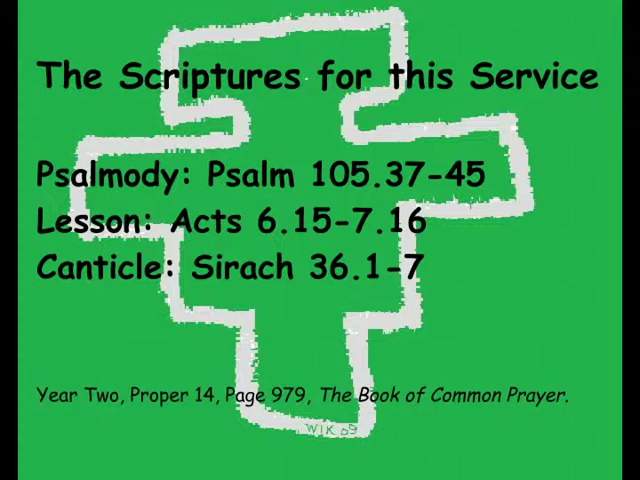 The Scriptures for this Service
Psalmody: Psalm 105.37-45
Lesson: Acts 6.15-7.16
Canticle: Sirach 36.1-7
Year Two, Proper 14, Page 979, The Book of Common Prayer.
WIK 09